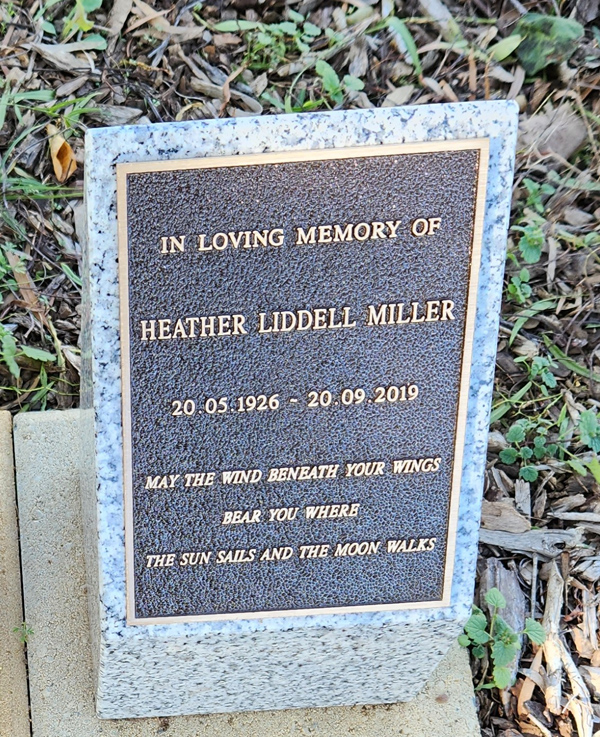 IN LOVING MEMORY OF
HEATHER LIDDELL MILLER
20.05.1926 ~ 20.09.2019
MAY THE WIND BENEATH YOUR WINGS
BEAR YOU WHERE
THE SUN SAILS AND THE MOON WALKS